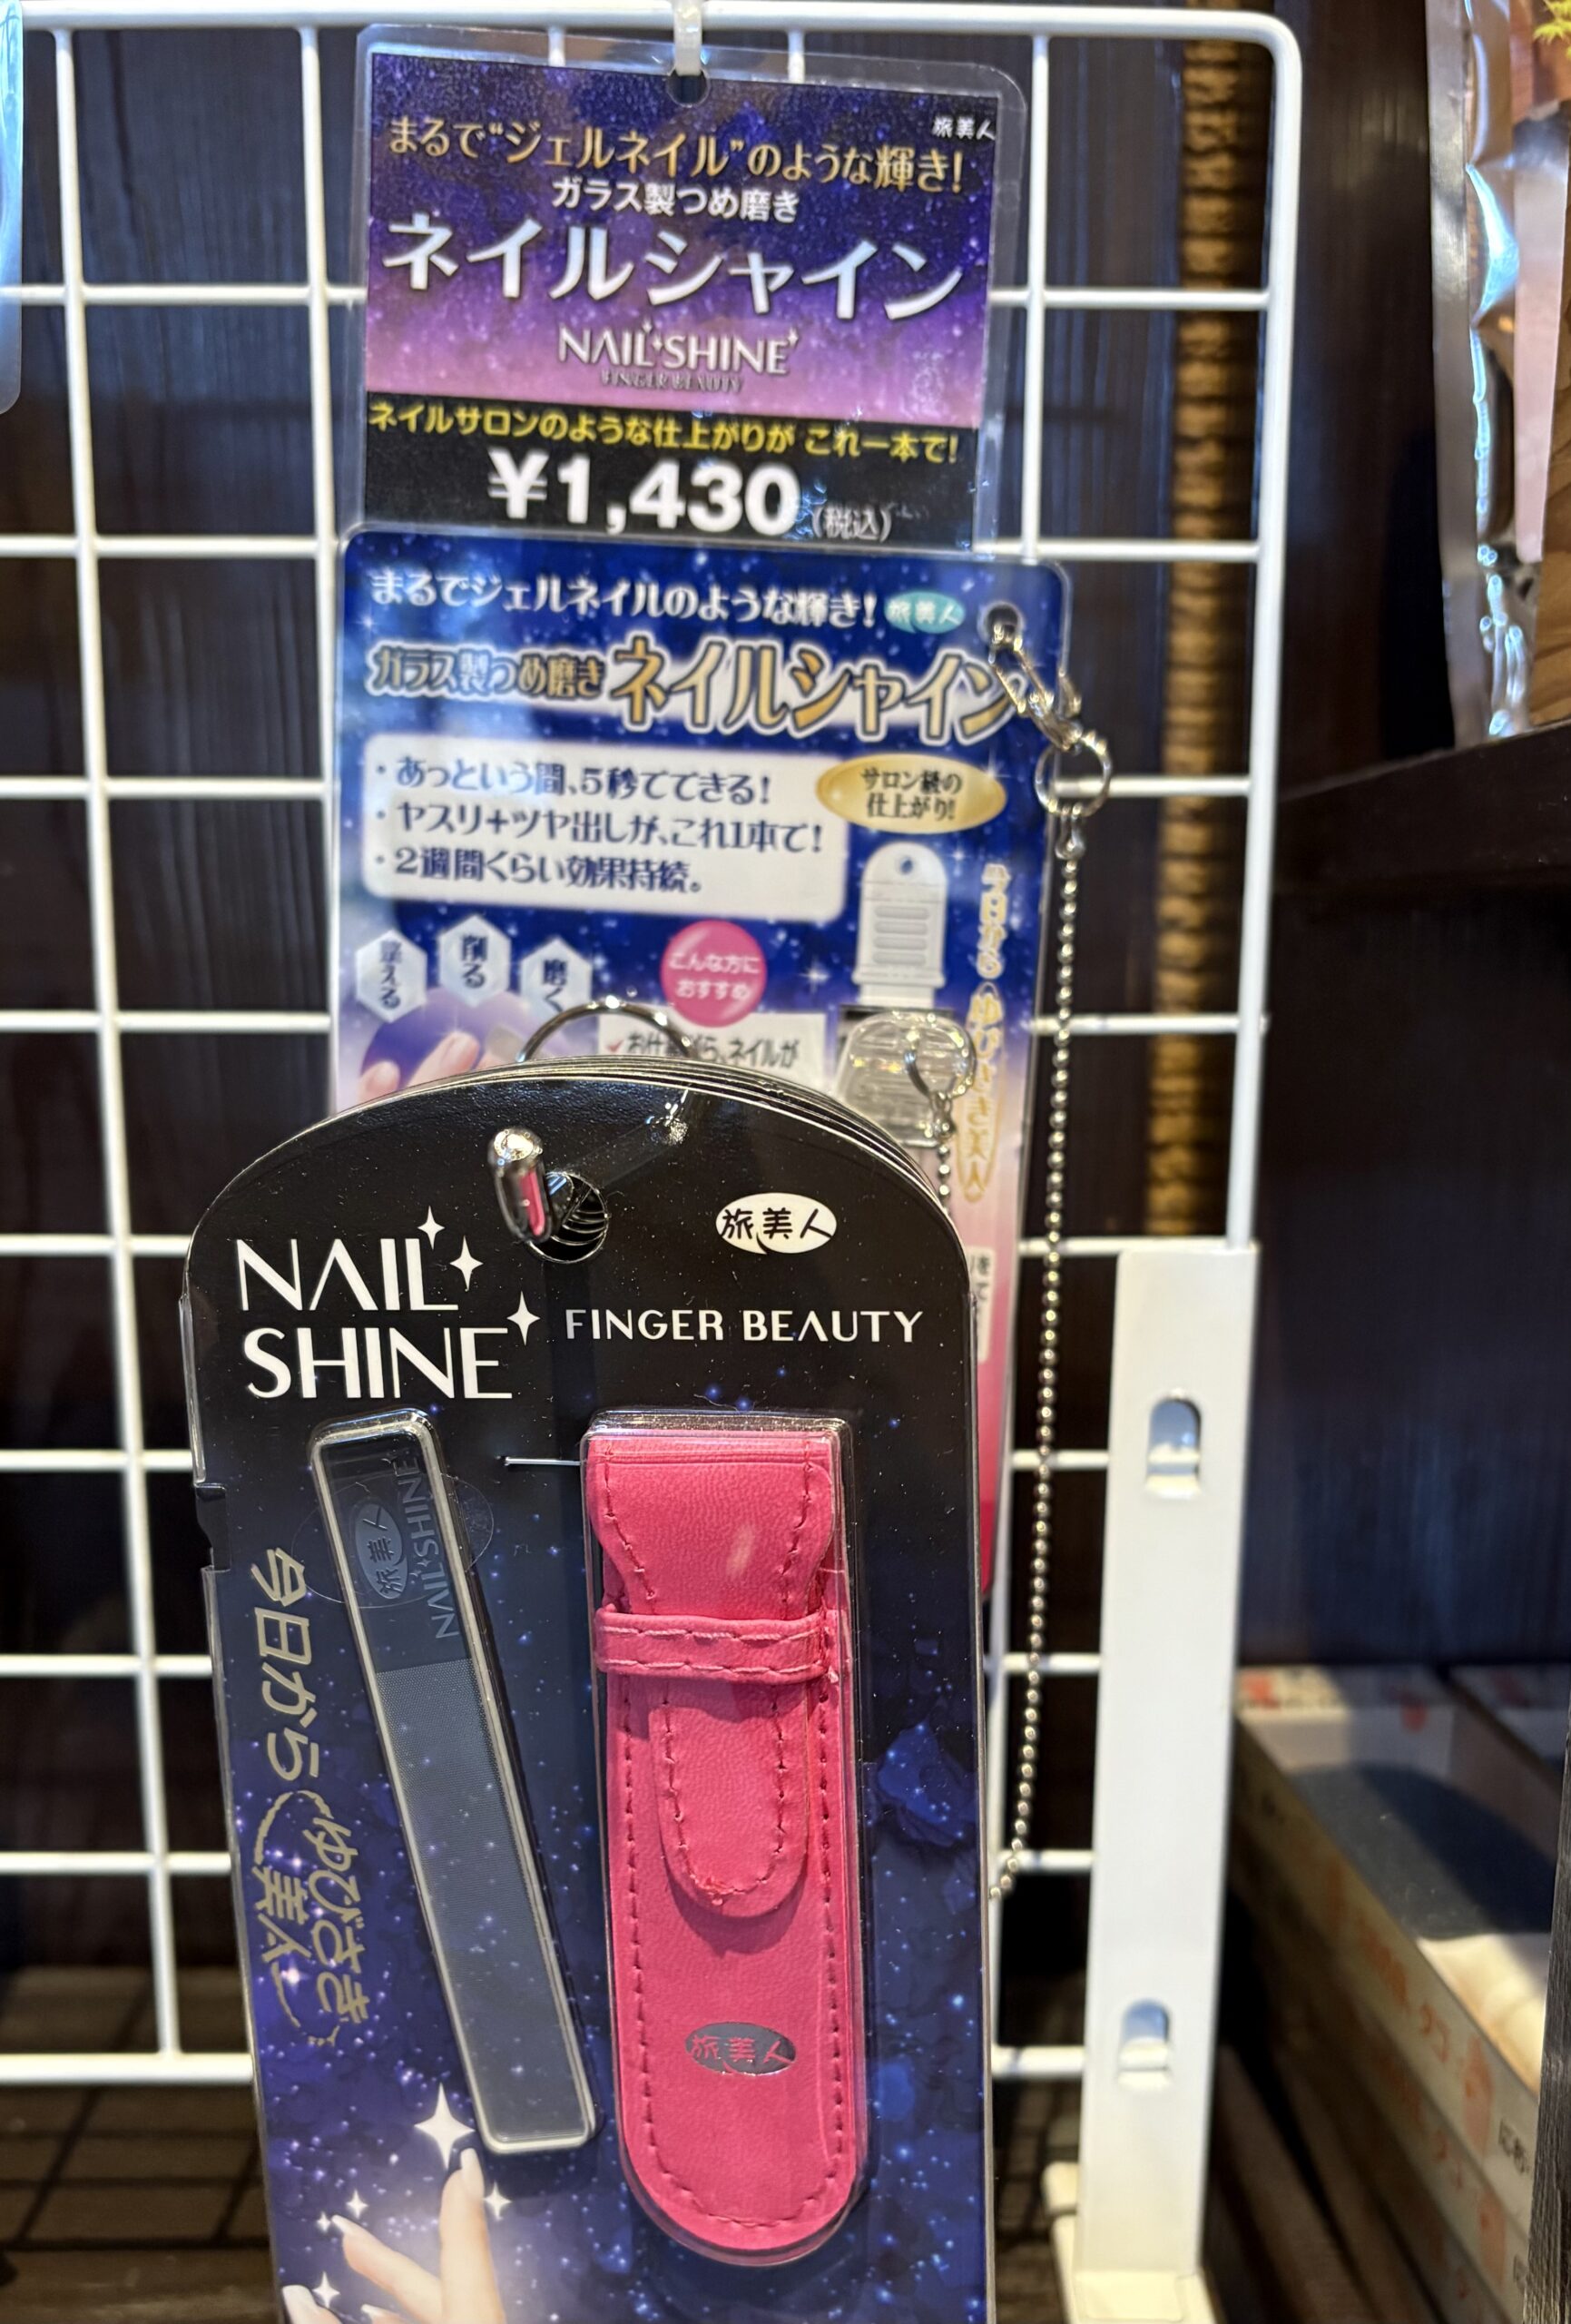 旅美人
まるで"ジェルネイル"のような輝き!
ガラス製つめ磨き
ネイルシャイン
NAIL SHINE
FINGER BEAUTY
ネイルサロンのような仕上がりが これ一本で!
¥1,430(税込)
まるでジェルネイルのような輝き! 旅美人
ガラス製つめ磨き ネイルシャイン
・あっという間、5秒でできる!
・ヤスリ+ツヤ出しが、これ1本で!
・2週間くらい効果持続。
サロン級の
仕上がり!
整える
削る
磨く
こんな方に
おすすめ
ネイルが
今日から ゆびさき美人
旅美人
NAIL
SHINE
FINGER BEAUTY
旅美人
NAIL SHINE
今日から
ゆびさき
美人
旅美人